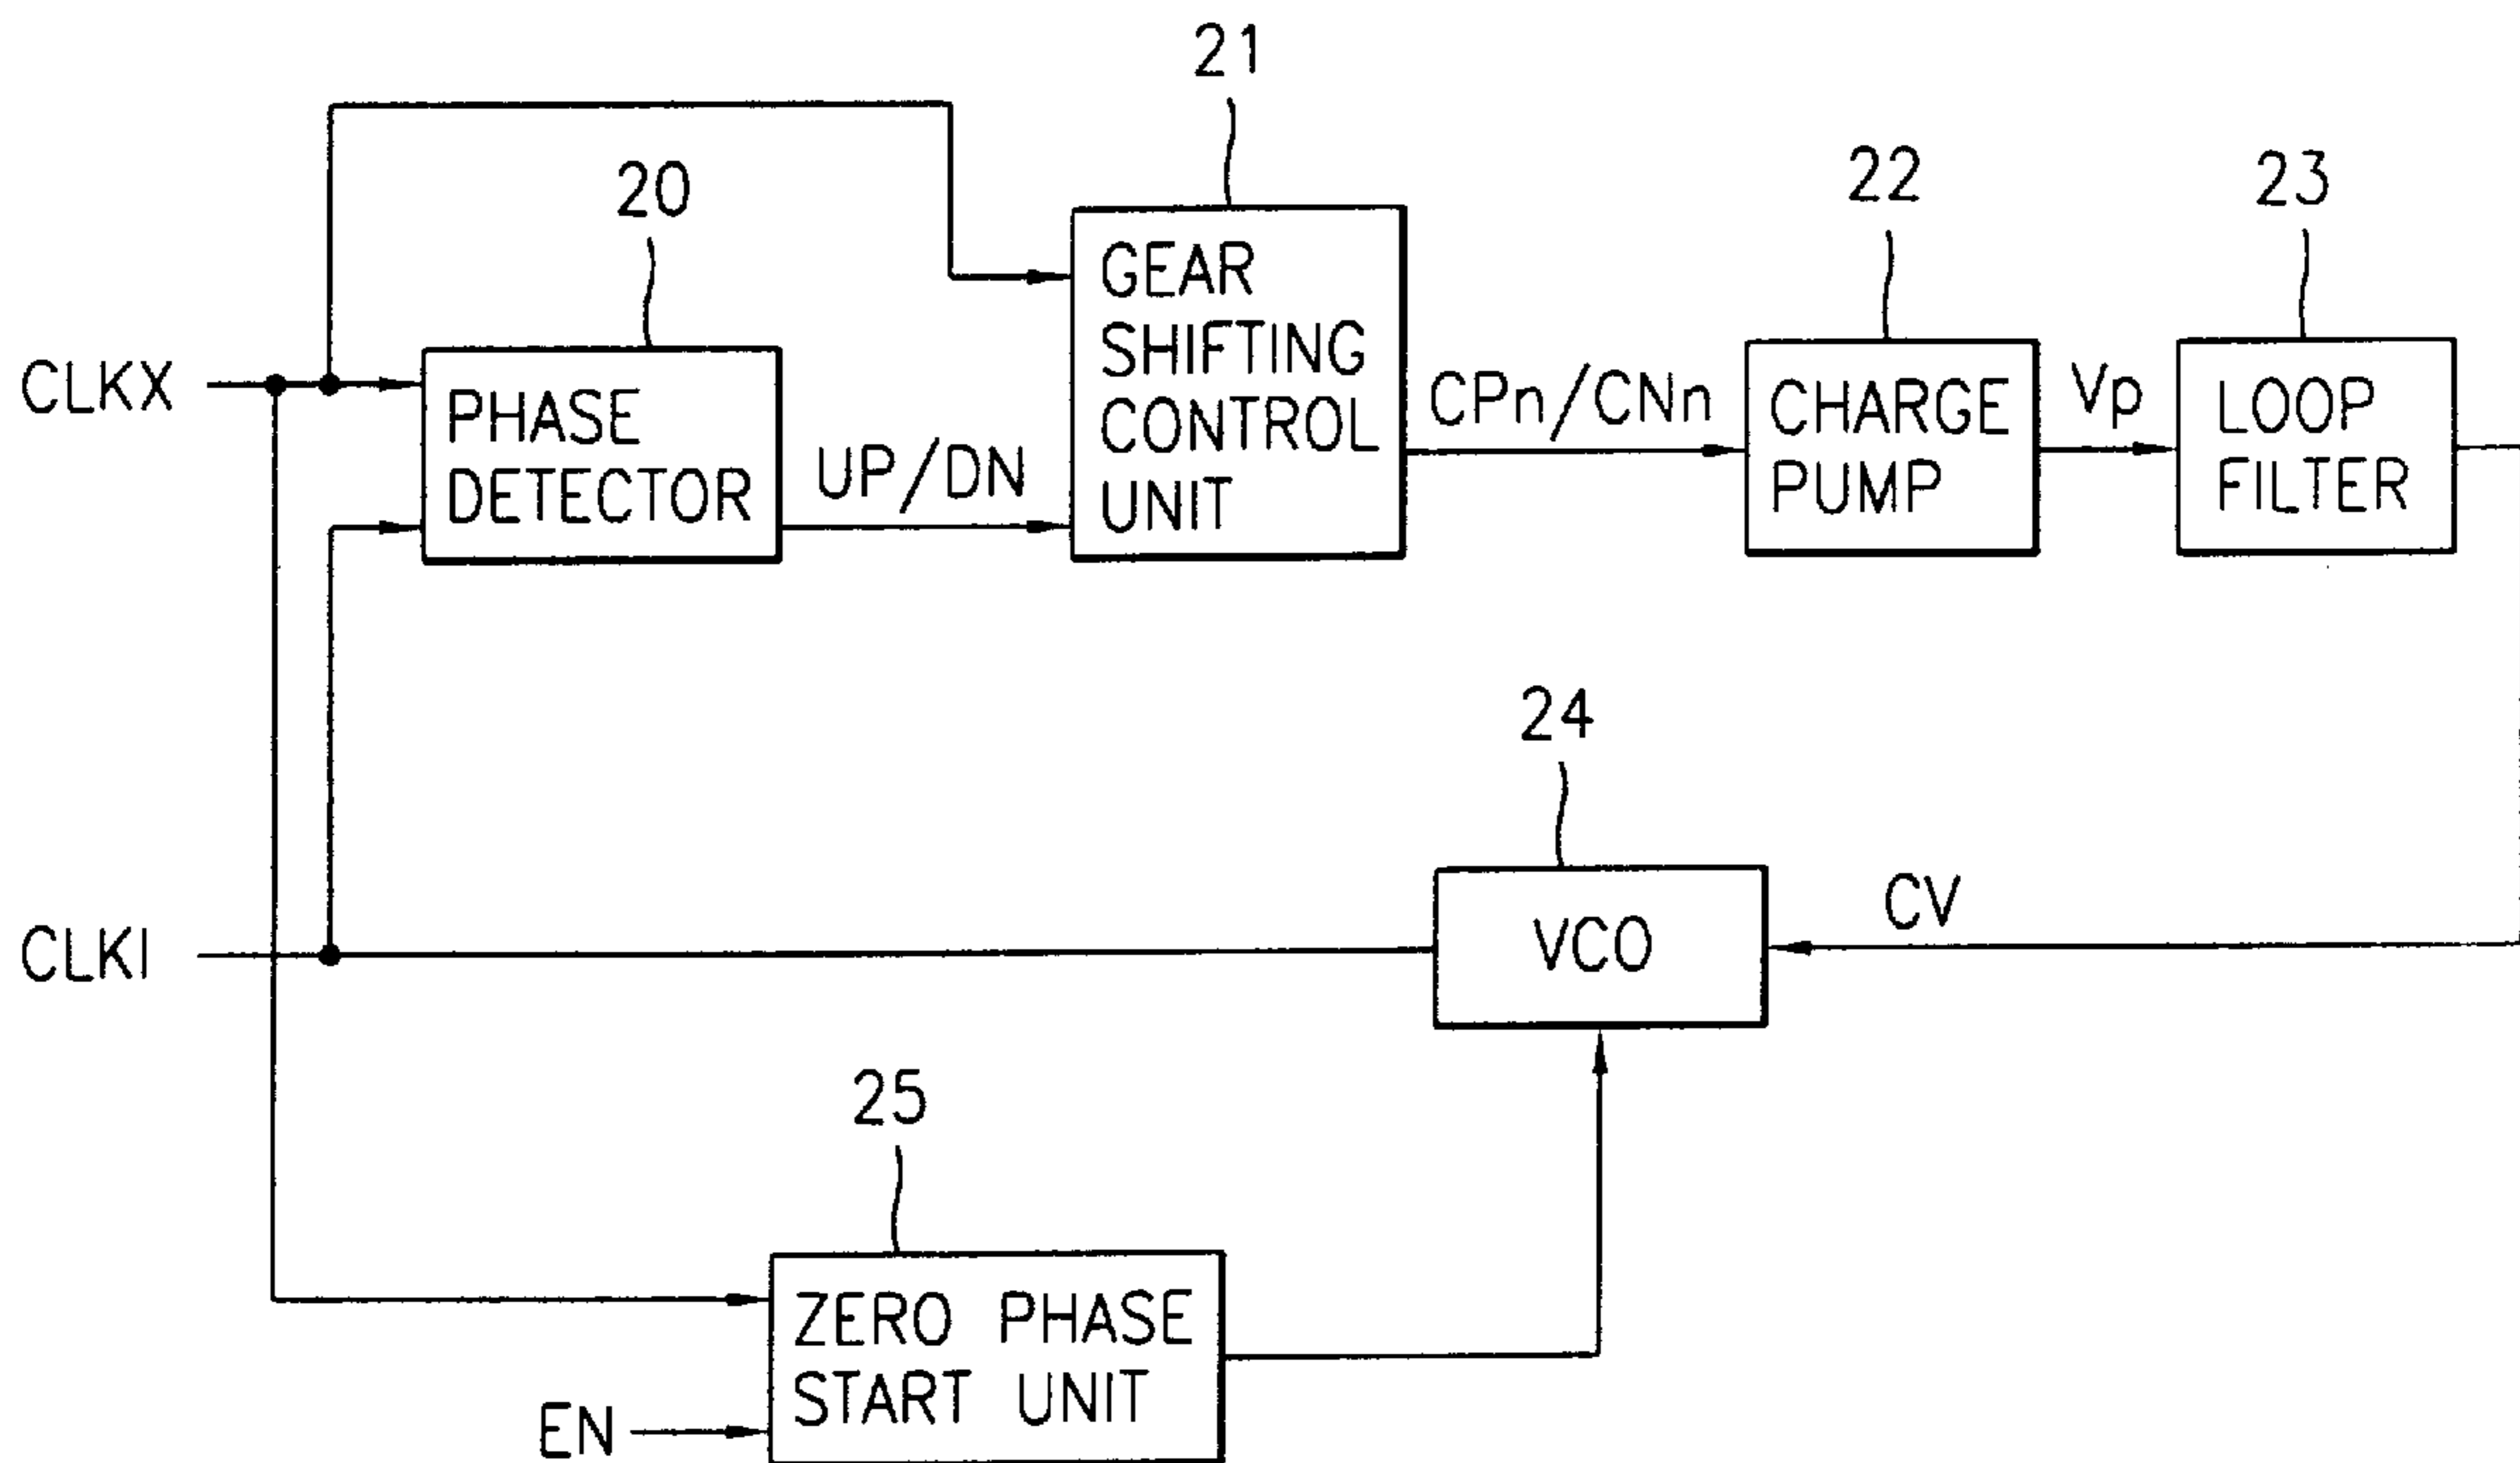 21
20
22
23
GEAR
SHIFTING
CONTROL
UNIT
CLKX
PHASE
DETECTOR
UP/DN
CPn/CNn
CHARGE
PUMP
Vp
LOOP
FILTER
24
CLKI
VCO
CV
25
ZERO PHASE
START UNIT
EN